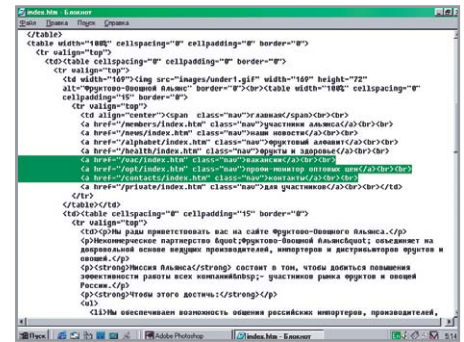 index.htm - Блокнот
Файл Правка Поиск Справка
</table>
<table width="100%" cellspacing="0" cellpadding="0" border="0">
<tr valign="top">
<td><table cellspacing="0" cellpadding="0" border="0">
<tr valign="top">
<td width="169"><img src="images/under1.gif" width="169" height="72"
alt="Фруктово-Овощной Альянс" border="0"><br><table width="100%" cellspacing="0"
cellpadding="15" border="0">
<tr valign="top">
<td align="center"><span class="nav">главная</span><br><br>
<a href="/members/index.htm" class="nav">участники альянса</a><br><br>
<a href="/news/index.htm" class="nav">наши новости</a><br><br>
<a href="/alphabet/index.htm" class="nav">фруктовый алфавит</a><br><br>
<a href="/health/index.htm" class="nav">фрукты и здоровье</a><br><br>
<a href="/vac/index.htm" class="nav">вакансии</a><br><br>
<a href="/opt/index.htm" class="nav">пром-монитор оптовых цен</a><br><br>
<a href="/contacts/index.htm" class="nav">контакты</a><br><br>
<a href="/private/index.htm" class="nav">для участников</a><br><br></td>
</tr>
</table></td>
<td><table cellspacing="0" cellpadding="15" border="0">
<tr valign="top">
<td><p>Мы рады приветствовать вас на сайте Фруктово-Овощного Альянса.</p>
<p>Некоммерческое партнерство &quot;Фруктово-Овощной Альянс&quot; объединяет на
добровольной основе ведущих производителей, импортеров и дистрибьюторов фруктов и
овощей.</p>
<p><strong>Миссия Альянса</strong> состоит в том, чтобы добиться повышения
эффективности работы всех компаний&nbsp;- участников рынка фруктов и овощей
России.</p>
<p><strong>Чтобы этого достичь:</strong></p>
<ul>
<li>Мы обеспечиваем возможность общения российских импортеров, производителей,
Пуск Adobe Photoshop index.htm - Блокнот 5:14